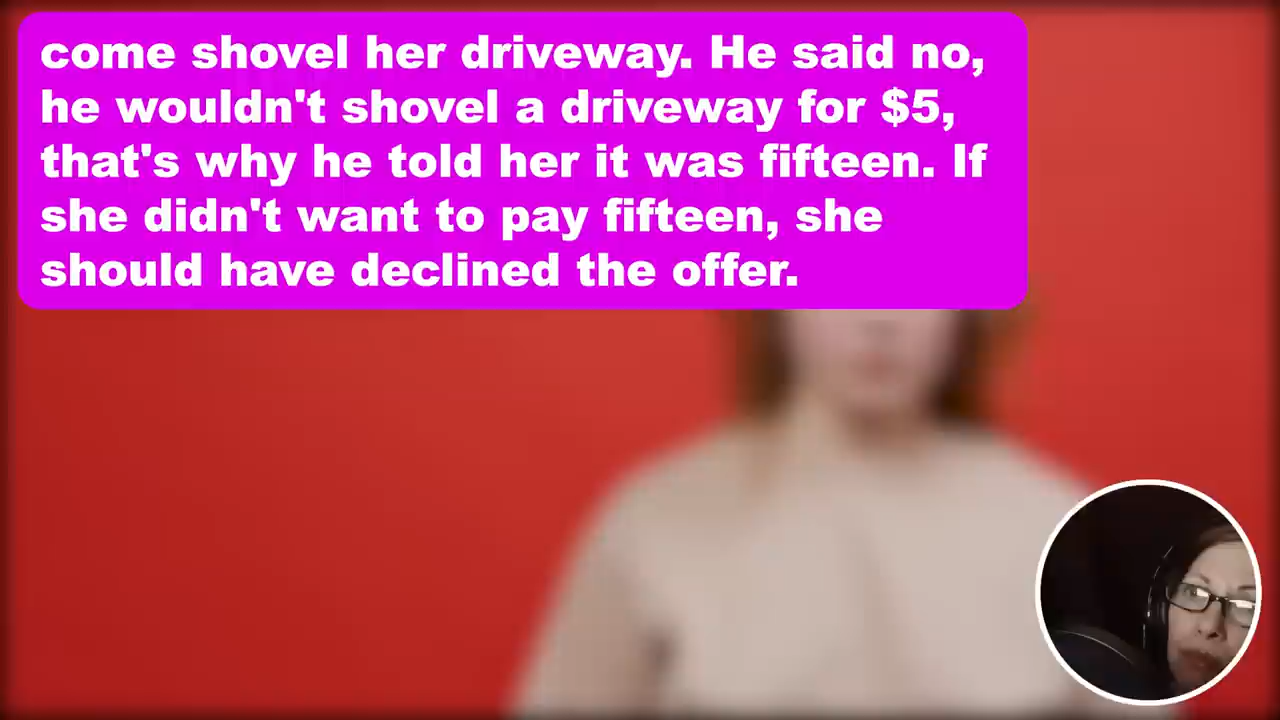 come shovel her driveway. He said no,
he wouldn't shovel a driveway for $5,
that's why he told her it was fifteen. If
she didn't want to pay fifteen, she
should have declined the offer.